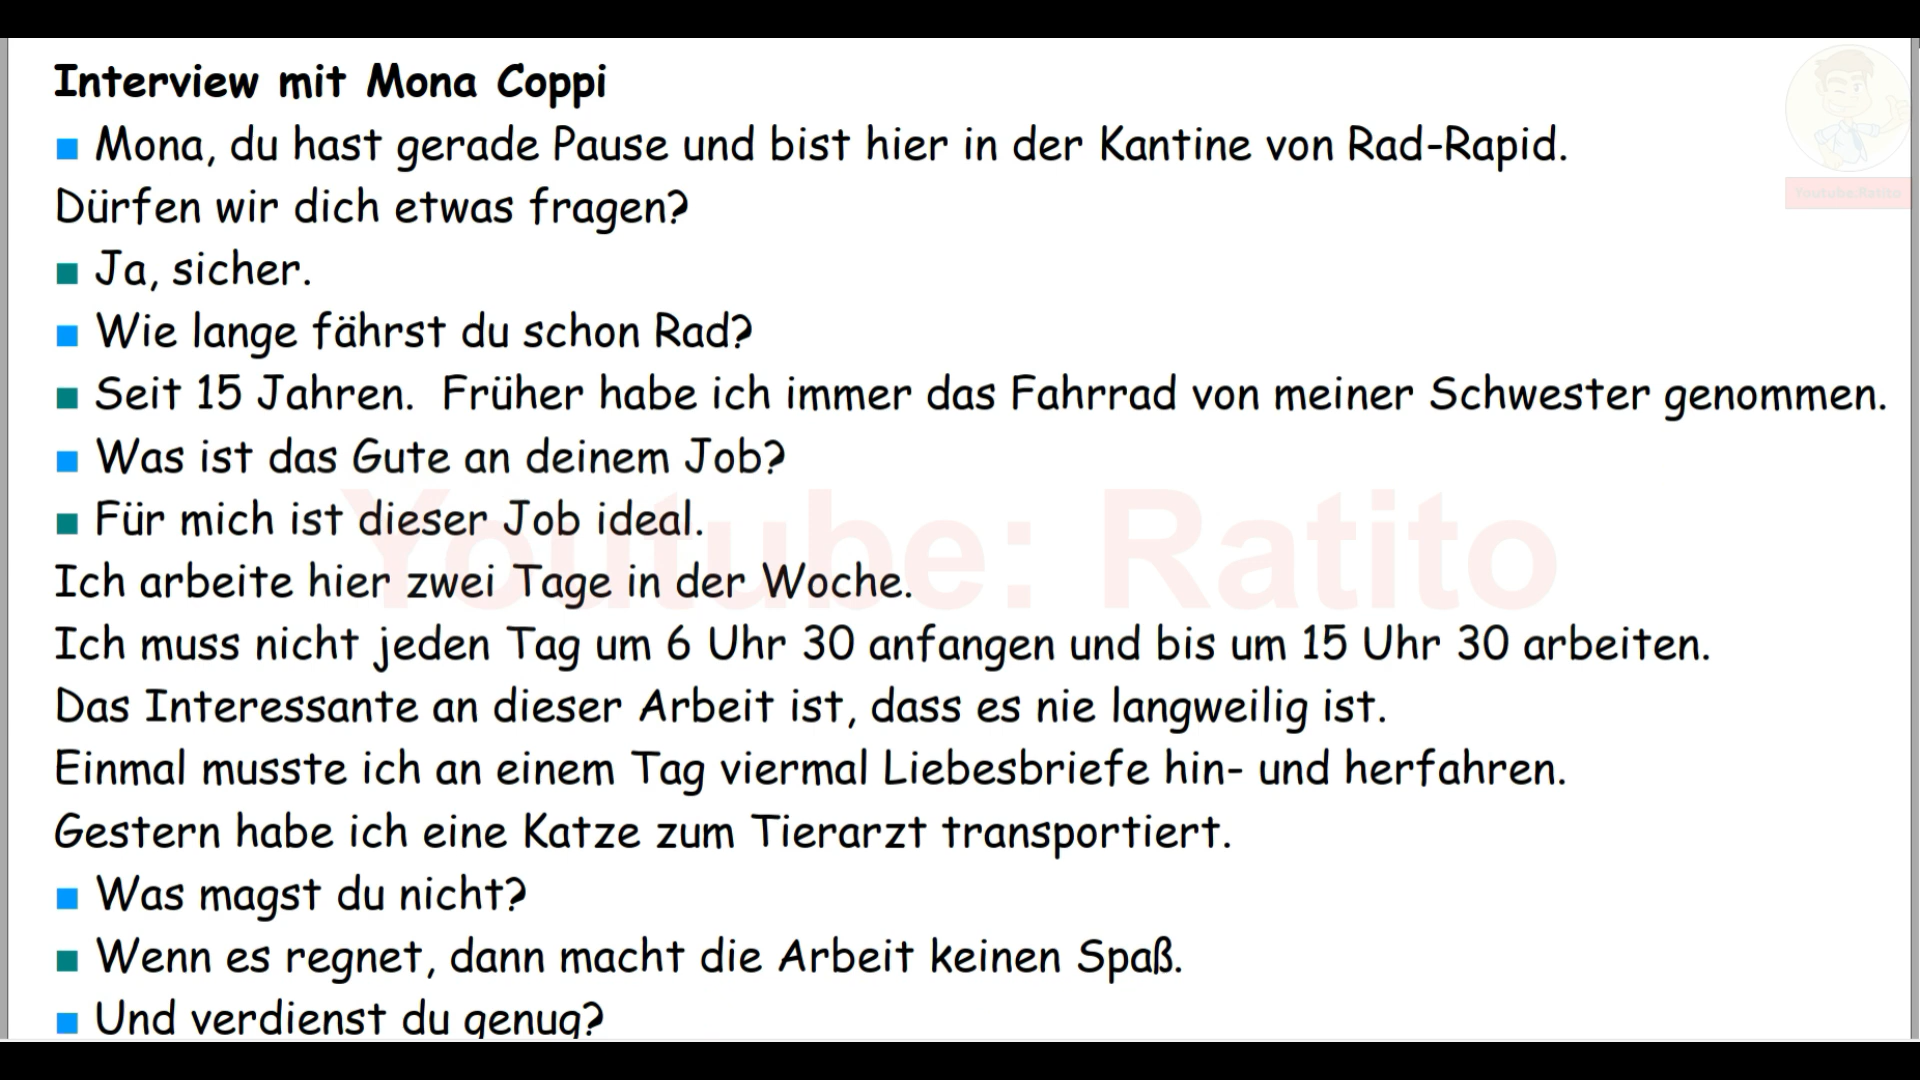 Interview mit Mona Coppi
Mona, du hast gerade Pause und bist hier in der Kantine von Rad-Rapid.
Dürfen wir dich etwas fragen?
Ja, sicher.
Wie lange fährst du schon Rad?
Seit 15 Jahren. Früher habe ich immer das Fahrrad von meiner Schwester genommen.
Was ist das Gute an deinem Job?
Für mich ist dieser Job ideal.
Ich arbeite hier zwei Tage in der Woche.
Ich muss nicht jeden Tag um 6 Uhr 30 anfangen und bis um 15 Uhr 30 arbeiten.
Das Interessante an dieser Arbeit ist, dass es nie langweilig ist.
Einmal musste ich an einem Tag viermal Liebesbriefe hin- und herfahren.
Gestern habe ich eine Katze zum Tierarzt transportiert.
Was magst du nicht?
Wenn es regnet, dann macht die Arbeit keinen Spaß.
Und verdienst du genug?
Youtube: Ratito
Youtube:Ratito